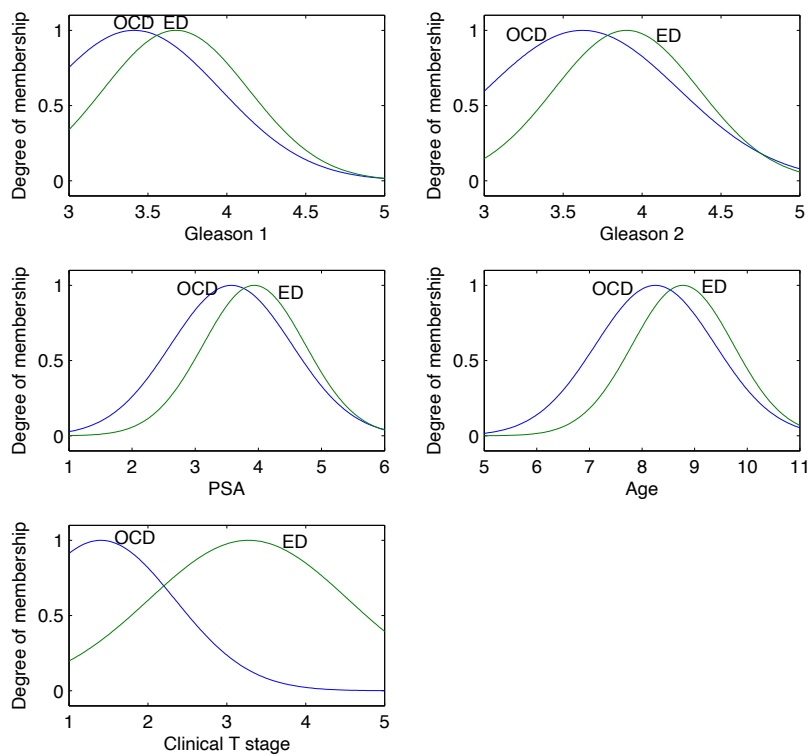 Degree of membership
1
0.5
0
OCD ED
3 3.5 4 4.5 5
Gleason 1
Degree of membership
1
0.5
0
OCD ED
3 3.5 4 4.5 5
Gleason 2
Degree of membership
1
0.5
0
OCD ED
1 2 3 4 5 6
PSA
Degree of membership
1
0.5
0
OCD ED
5 6 7 8 9 10 11
Age
Degree of membership
1
0.5
0
OCD ED
1 2 3 4 5
Clinical T stage